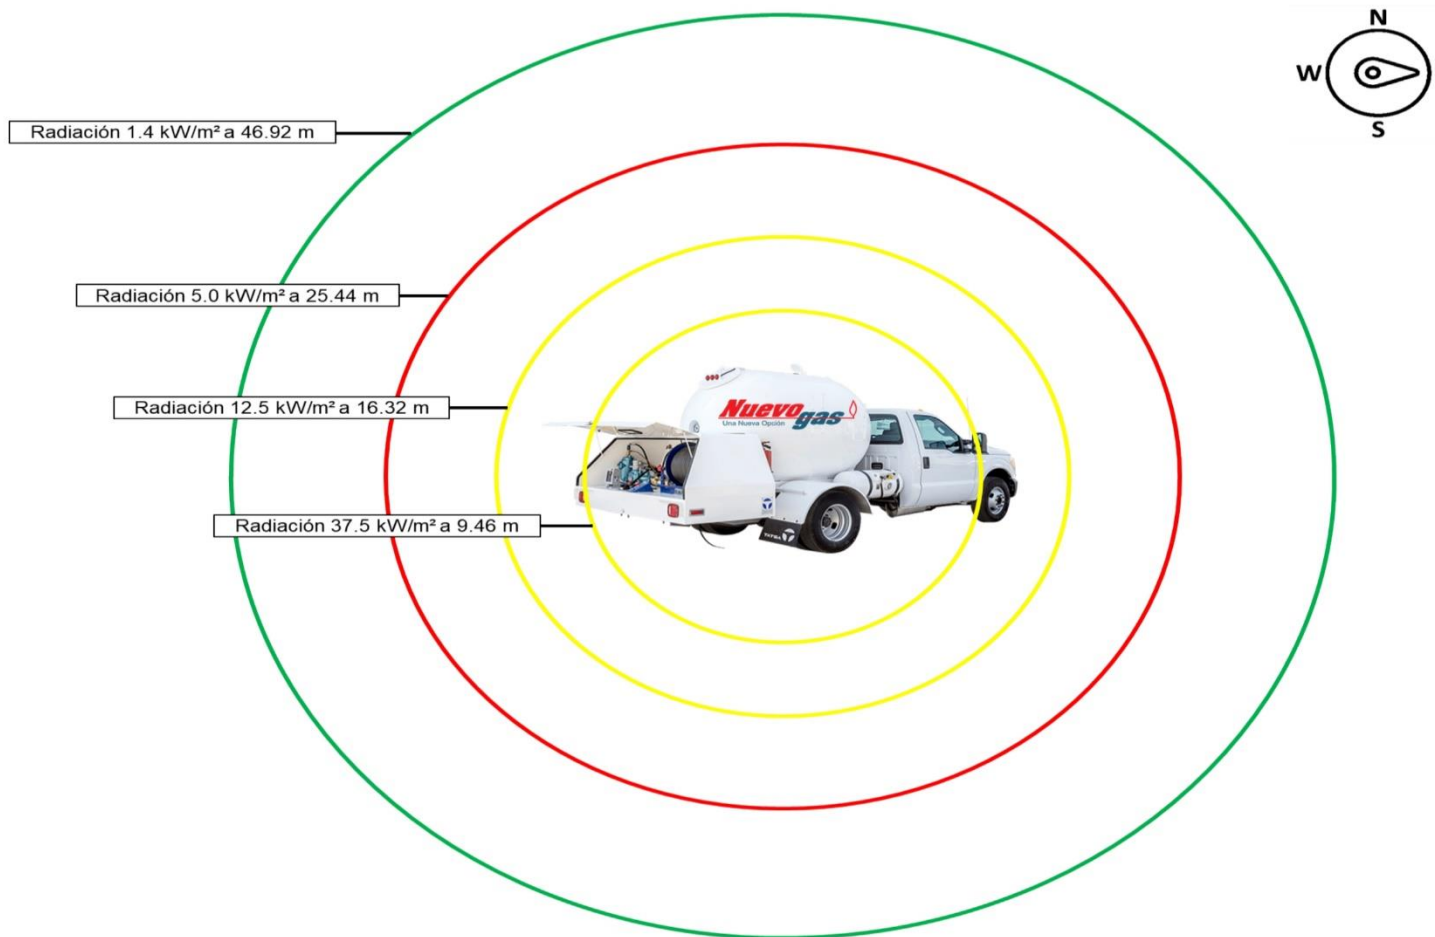 N
W
S
Radiación 1.4 kW/m² a 46.92 m
Radiación 5.0 kW/m² a 25.44 m
Radiación 12.5 kW/m² a 16.32 m
Nuevo
gas
Una Nueva Opción
Radiación 37.5 kW/m² a 9.46 m
TATSA